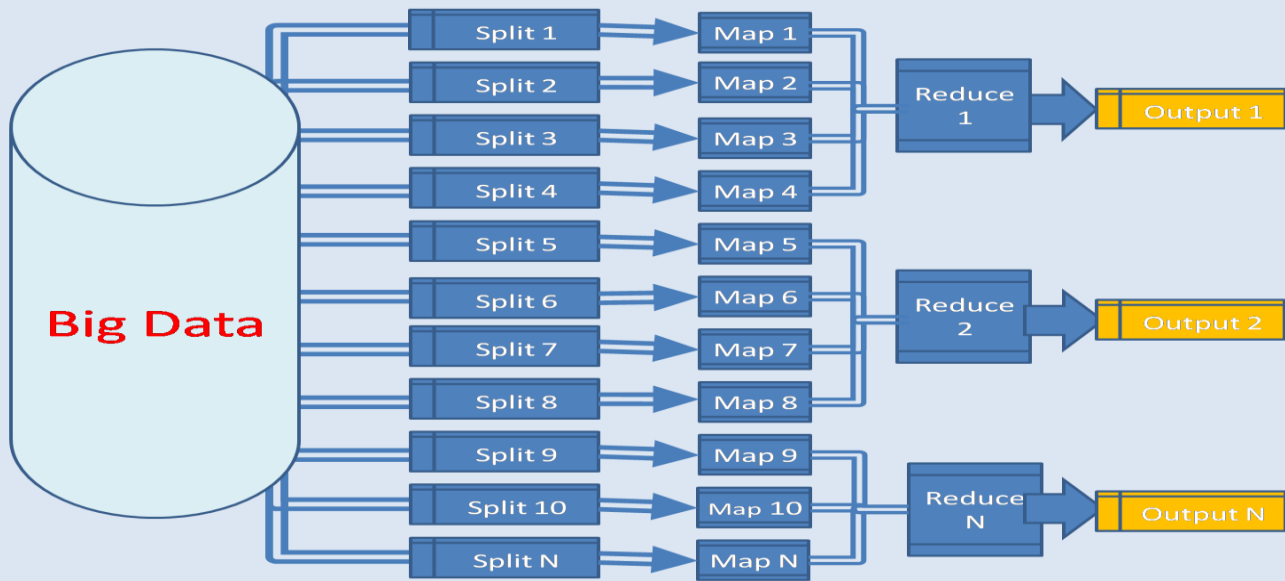 Big Data
Split 1
Map 1
Split 2
Map 2
Split 3
Map 3
Split 4
Map 4
Reduce
1
Output 1
Split 5
Map 5
Split 6
Map 6
Split 7
Map 7
Split 8
Map 8
Reduce
2
Output 2
Split 9
Map 9
Split 10
Map 10
Split N
Map N
Reduce
N
Output N